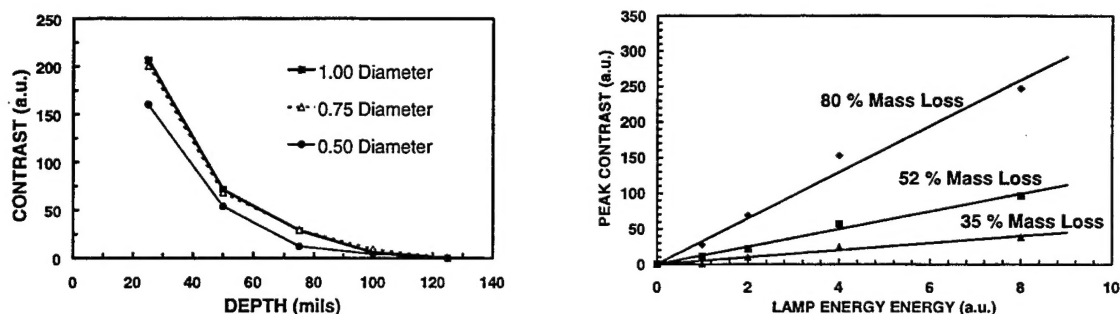 CONTRAST (a.u.)
250
200
150
100
50
0
0 20 40 60 80 100 120 140
DEPTH (mils)
1.00 Diameter
0.75 Diameter
0.50 Diameter
PEAK CONTRAST (a.u.)
350
300
250
200
150
100
50
0
0 2 4 6 8 10
LAMP ENERGY ENERGY (a.u.)
80 % Mass Loss
52 % Mass Loss
35 % Mass Loss